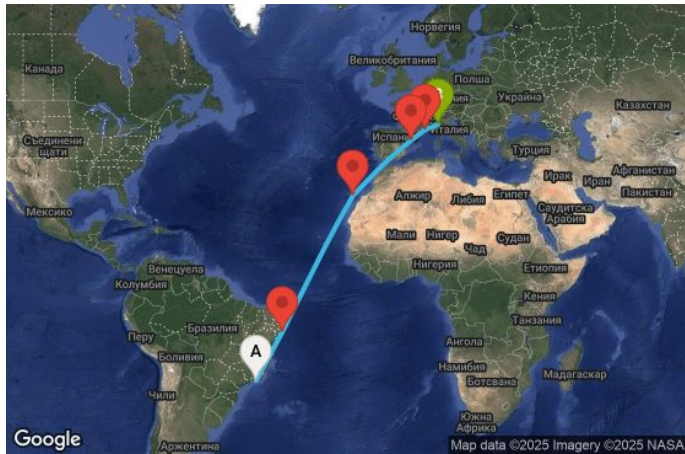 Норвегия
Великобритания
Канада
Полша
Украйна
Казахстан
Италия
Испания
Съединени
щати
Турция
Афганистан
Ирак
Иран
Пакистан
Мексико
Алжир
Либия
Египет
Саудитска
Арабия
Мали
Нигер
Судан
Чад
Венецуела
Нигерия
Етиопия
Колумбия
Кения
Бразилия
Танзания
Перу
A
Ангола
Боливия
Намибия
Мадагаскар
Ботсвана
Чили
Южна
Африка
Google
Аржентина
Map data ©2025 Imagery ©2025 NASA